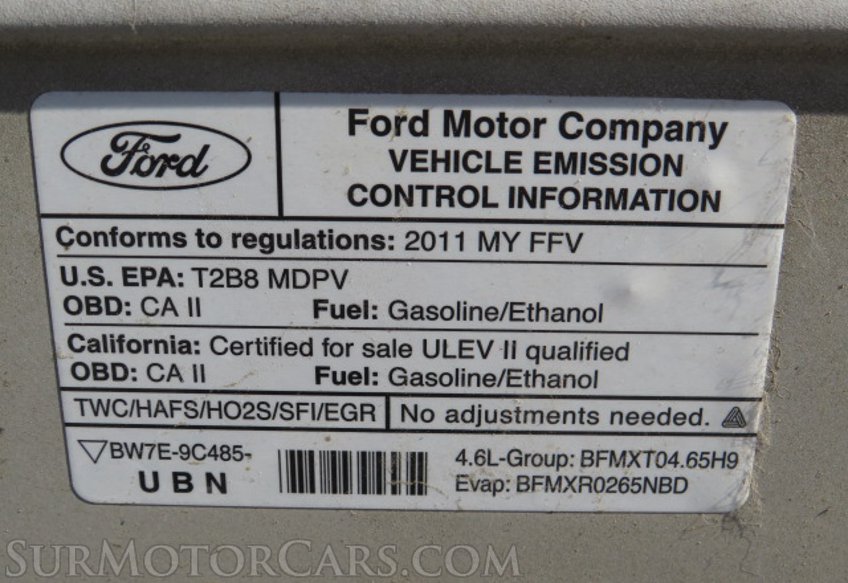 Ford
Ford Motor Company
VEHICLE EMISSION
CONTROL INFORMATION
Conforms to regulations: 2011 MY FFV
U.S. EPA: T2B8 MDPV
OBD: CA II Fuel: Gasoline/Ethanol
California: Certified for sale ULEV II qualified
OBD: CA II Fuel: Gasoline/Ethanol
TWC/HAFS/HO2S/SFI/EGR No adjustments needed.
BW7E-9C485-
UBN
4.6L-Group: BFMXT04.65H9
Evap: BFMXR0265NBD
SURMOTORCARS.COM